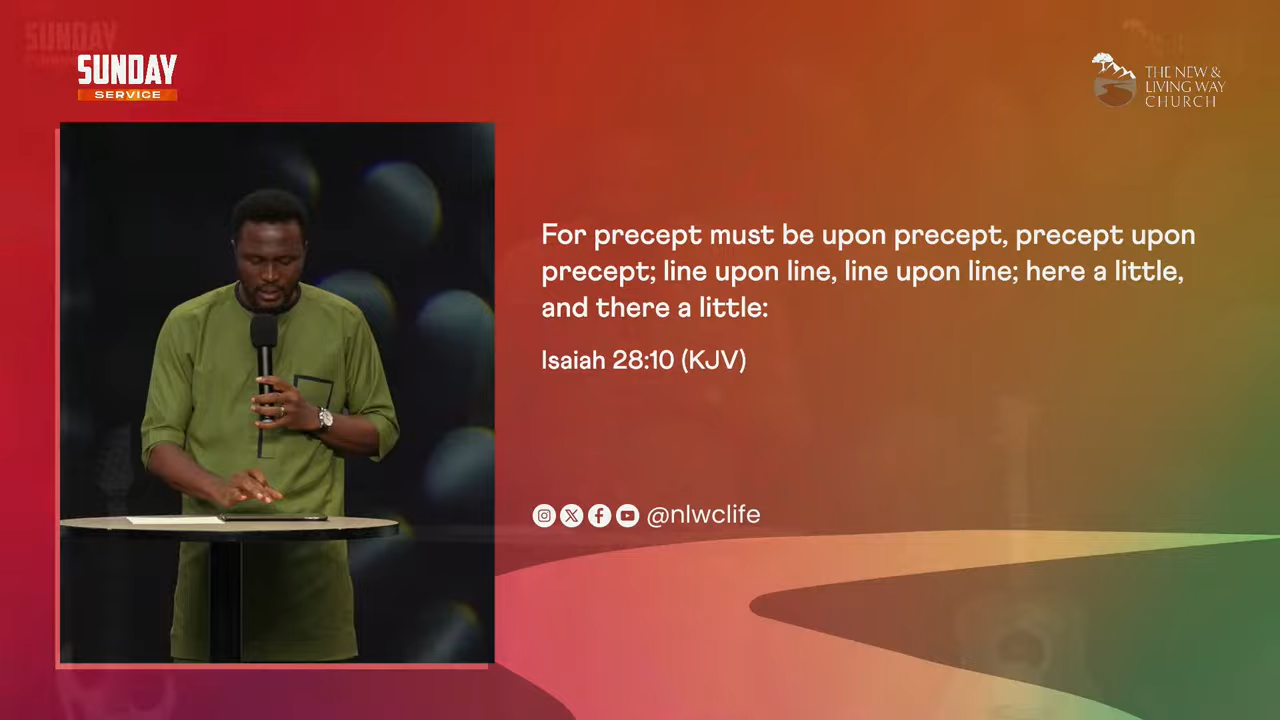 SUNDAY
SERVICE
THE NEW &
LIVING WAY
CHURCH
For precept must be upon precept, precept upon
precept; line upon line, line upon line; here a little,
and there a little:
Isaiah 28:10 (KJV)
@nlwclife